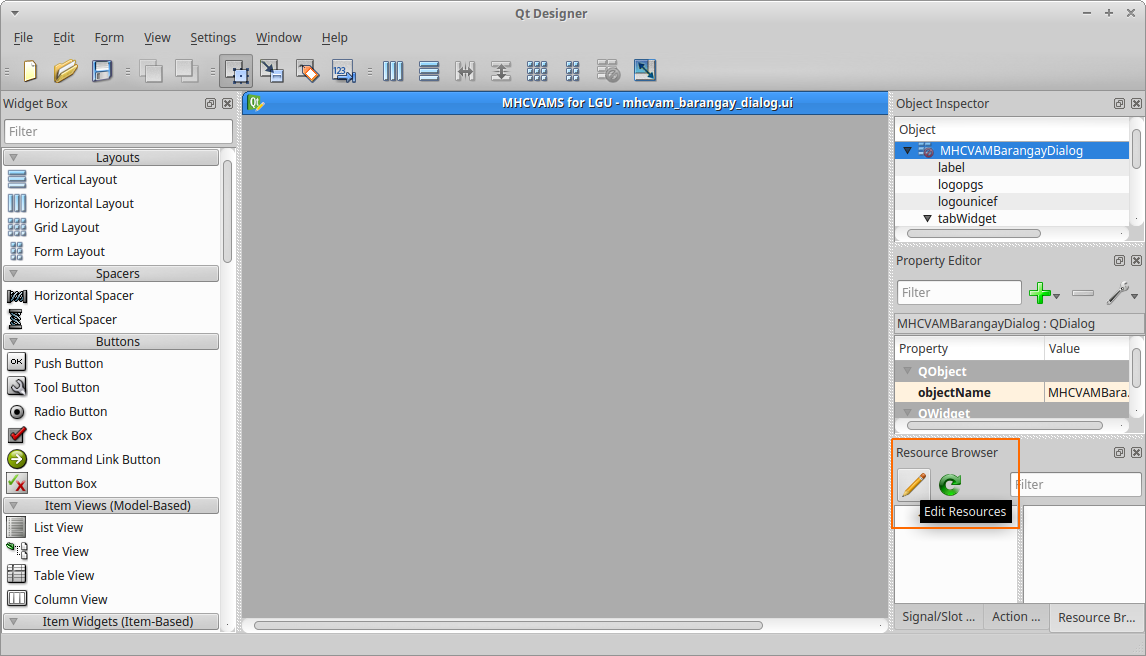 Qt Designer
File Edit Form View Settings Window Help
123
Widget Box
Filter
Layouts
Vertical Layout
Horizontal Layout
Grid Layout
Form Layout
Spacers
Horizontal Spacer
Vertical Spacer
Buttons
OK Push Button
Tool Button
Radio Button
Check Box
Command Link Button
Button Box
Item Views (Model-Based)
List View
Tree View
Table View
Column View
Item Widgets (Item-Based)
Qt MHCVAMS for LGU - mhcvam_barangay_dialog.ui
Object Inspector
Object
MHCVAMBarangayDialog
label
logopgs
logounicef
tabWidget
Property Editor
Filter
MHCVAMBarangayDialog : QDialog
Property Value
QObject
objectName MHCVAMBara...
QWidget
Resource Browser
Filter
Edit Resources
Signal/Slot ... Action ... Resource Br...